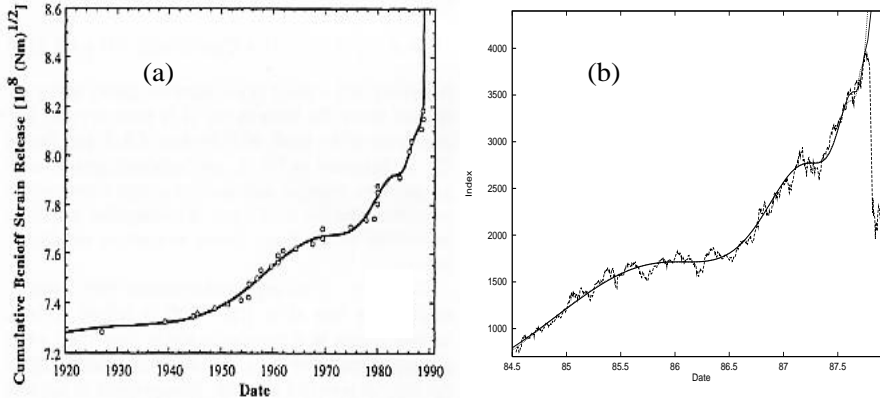 Cumulative Benioff Strain Release [10^8 (Nm)^1/2]
8.6
8.4
8.2
8.0
7.8
7.6
7.4
7.2
(a)
1920 1930 1940 1950 1960 1970 1980 1990
Date
Index
4000
3500
3000
2500
2000
1500
1000
(b)
84.5 85 85.5 86 86.5 87 87.5
Date